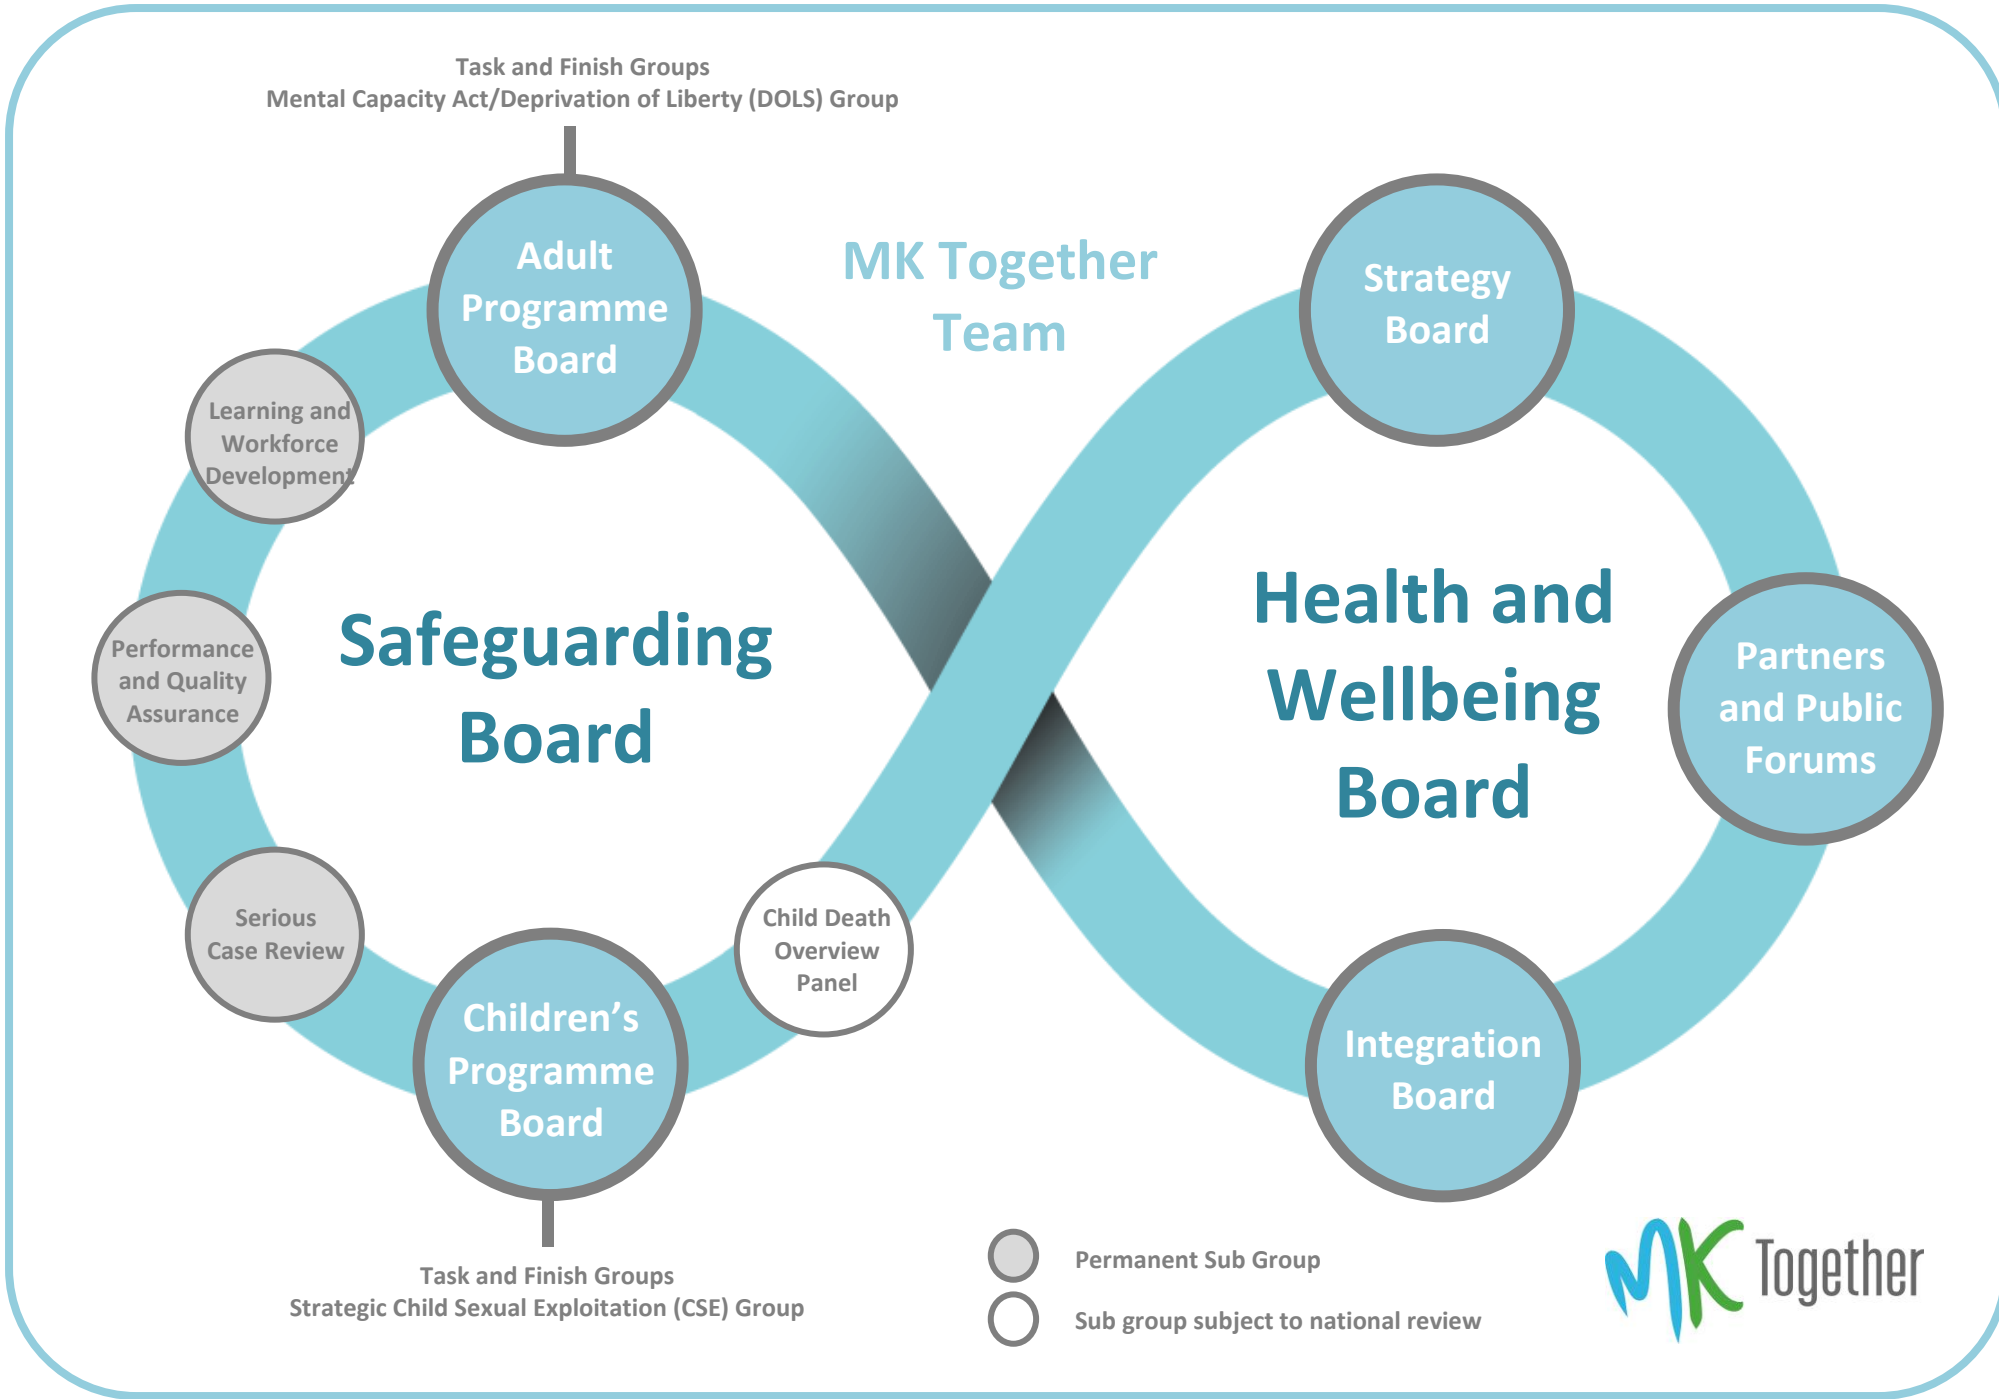 Task and Finish Groups
Mental Capacity Act/Deprivation of Liberty (DOLS) Group
Adult
Programme
Board
MK Together
Team
Strategy
Board
Learning and
Workforce
Development
Safeguarding
Board
Health and
Wellbeing
Board
Performance
and Quality
Assurance
Partners
and Public
Forums
Serious
Case Review
Child Death
Overview
Panel
Children’s
Programme
Board
Integration
Board
Task and Finish Groups
Strategic Child Sexual Exploitation (CSE) Group
Permanent Sub Group
Sub group subject to national review
MK Together